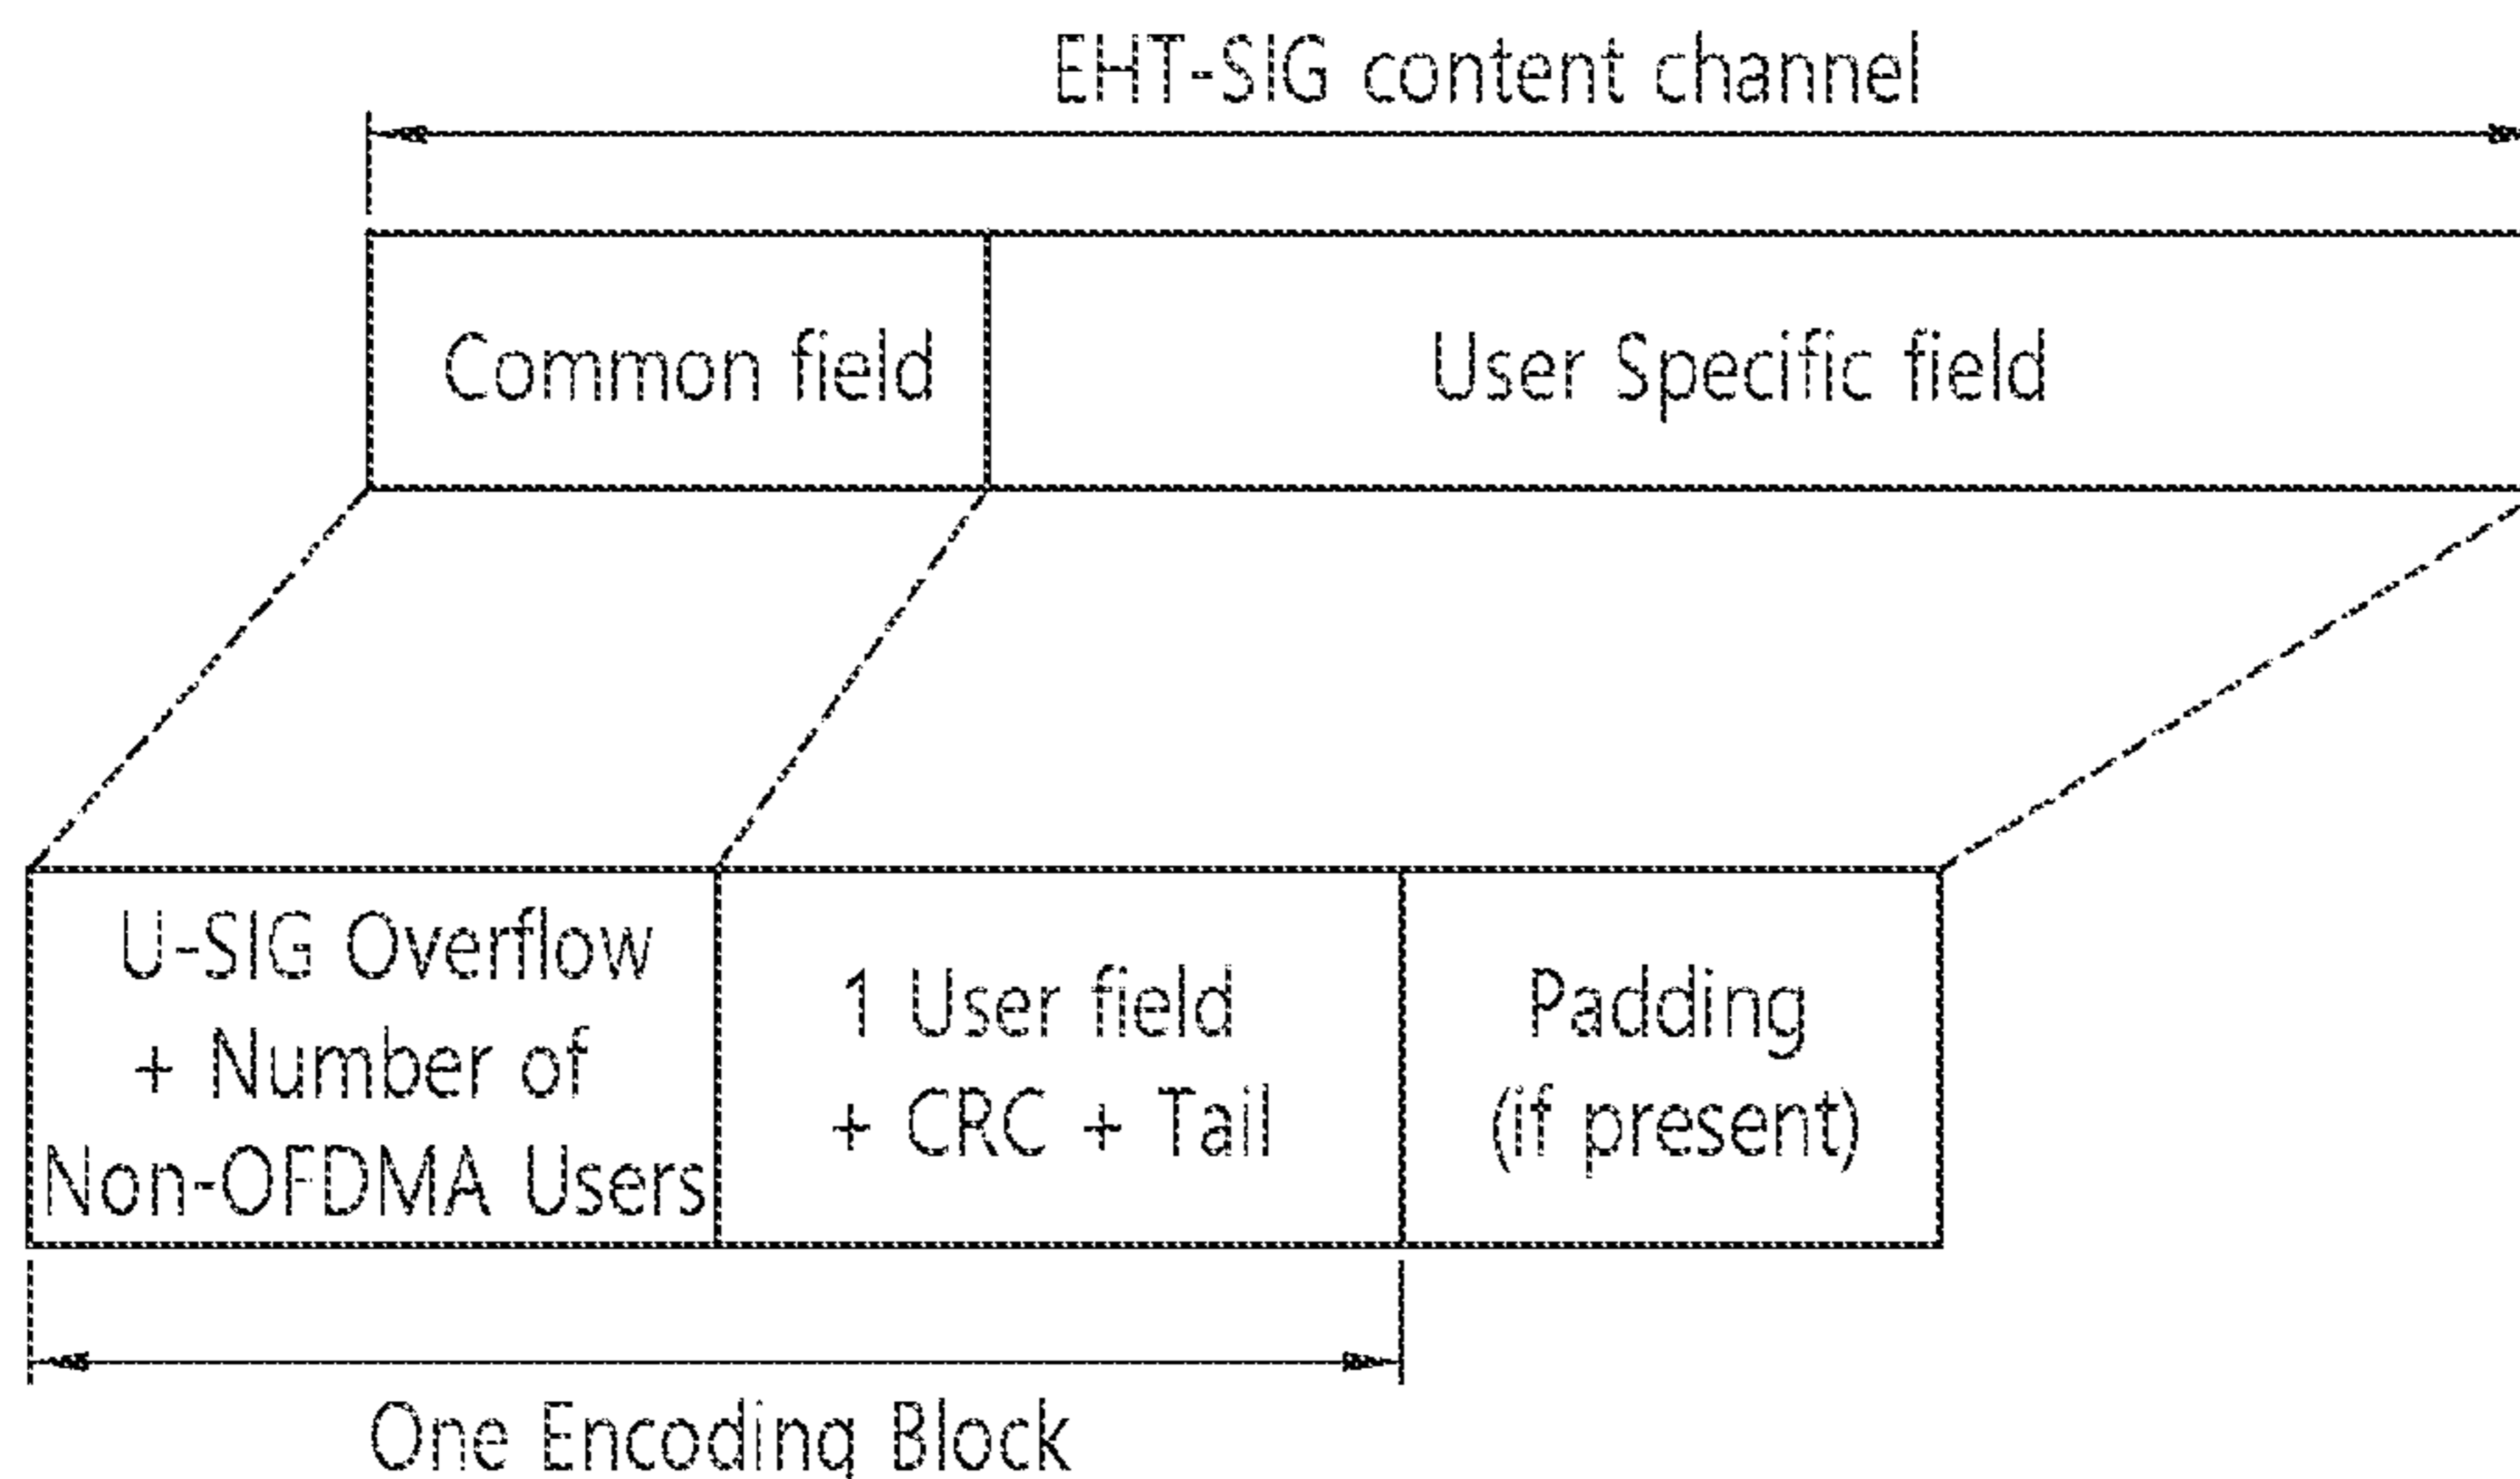 EHT-SIG content channel
Common field
User Specific field
U-SIG Overflow
+ Number of
Non-OFDMA Users
1 User field
+ CRC + Tail
Padding
(if present)
One Encoding Block